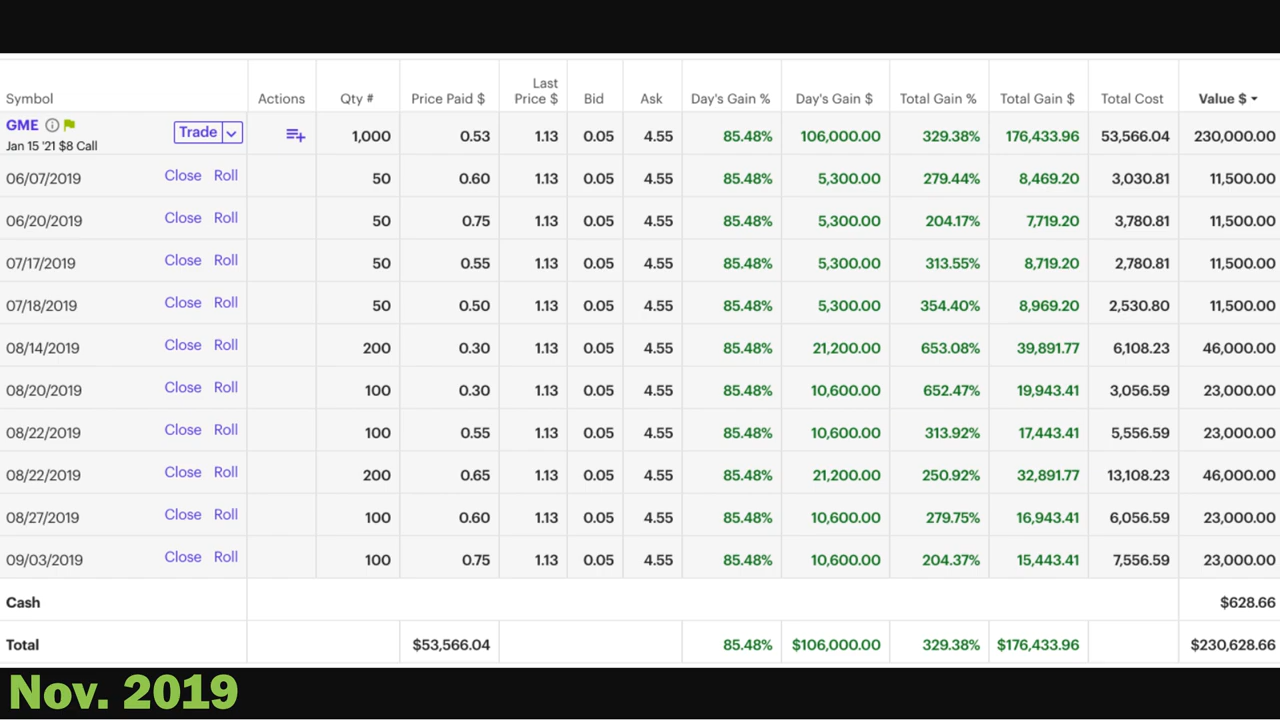 Symbol Actions Qty # Price Paid $ Last Price $ Bid Ask Day's Gain % Day's Gain $ Total Gain % Total Gain $ Total Cost Value $
GME Trade 1,000 0.53 1.13 0.05 4.55 85.48% 106,000.00 329.38% 176,433.96 53,566.04 230,000.00
Jan 15 '21 $8 Call
06/07/2019 Close Roll 50 0.60 1.13 0.05 4.55 85.48% 5,300.00 279.44% 8,469.20 3,030.81 11,500.00
06/20/2019 Close Roll 50 0.75 1.13 0.05 4.55 85.48% 5,300.00 204.17% 7,719.20 3,780.81 11,500.00
07/17/2019 Close Roll 50 0.55 1.13 0.05 4.55 85.48% 5,300.00 313.55% 8,719.20 2,780.81 11,500.00
07/18/2019 Close Roll 50 0.50 1.13 0.05 4.55 85.48% 5,300.00 354.40% 8,969.20 2,530.80 11,500.00
08/14/2019 Close Roll 200 0.30 1.13 0.05 4.55 85.48% 21,200.00 653.08% 39,891.77 6,108.23 46,000.00
08/20/2019 Close Roll 100 0.30 1.13 0.05 4.55 85.48% 10,600.00 652.47% 19,943.41 3,056.59 23,000.00
08/22/2019 Close Roll 100 0.55 1.13 0.05 4.55 85.48% 10,600.00 313.92% 17,443.41 5,556.59 23,000.00
08/22/2019 Close Roll 200 0.65 1.13 0.05 4.55 85.48% 21,200.00 250.92% 32,891.77 13,108.23 46,000.00
08/27/2019 Close Roll 100 0.60 1.13 0.05 4.55 85.48% 10,600.00 279.75% 16,943.41 6,056.59 23,000.00
09/03/2019 Close Roll 100 0.75 1.13 0.05 4.55 85.48% 10,600.00 204.37% 15,443.41 7,556.59 23,000.00
Cash $628.66
Total $53,566.04 85.48% $106,000.00 329.38% $176,433.96 $230,628.66
Nov. 2019